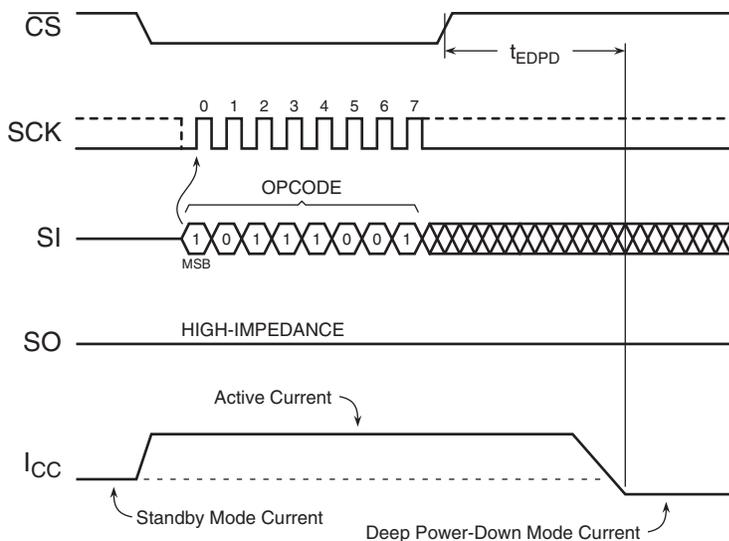 CS
tEDPD
SCK
0 1 2 3 4 5 6 7
OPCODE
SI
1 0 1 1 1 0 0 1
MSB
SO
HIGH-IMPEDANCE
Active Current
ICC
Standby Mode Current
Deep Power-Down Mode Current